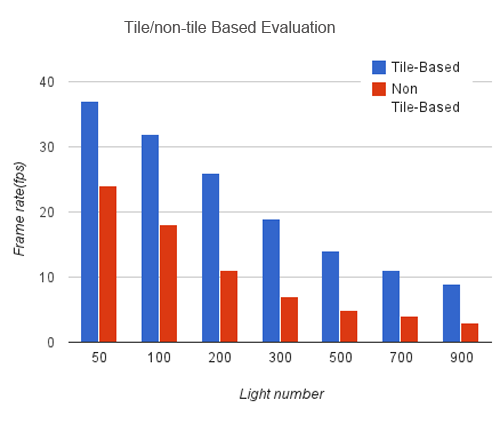 Tile/non-tile Based Evaluation
Tile-Based
Non
Tile-Based
40
30
20
10
0
Frame rate(fps)
50 100 200 300 500 700 900
Light number